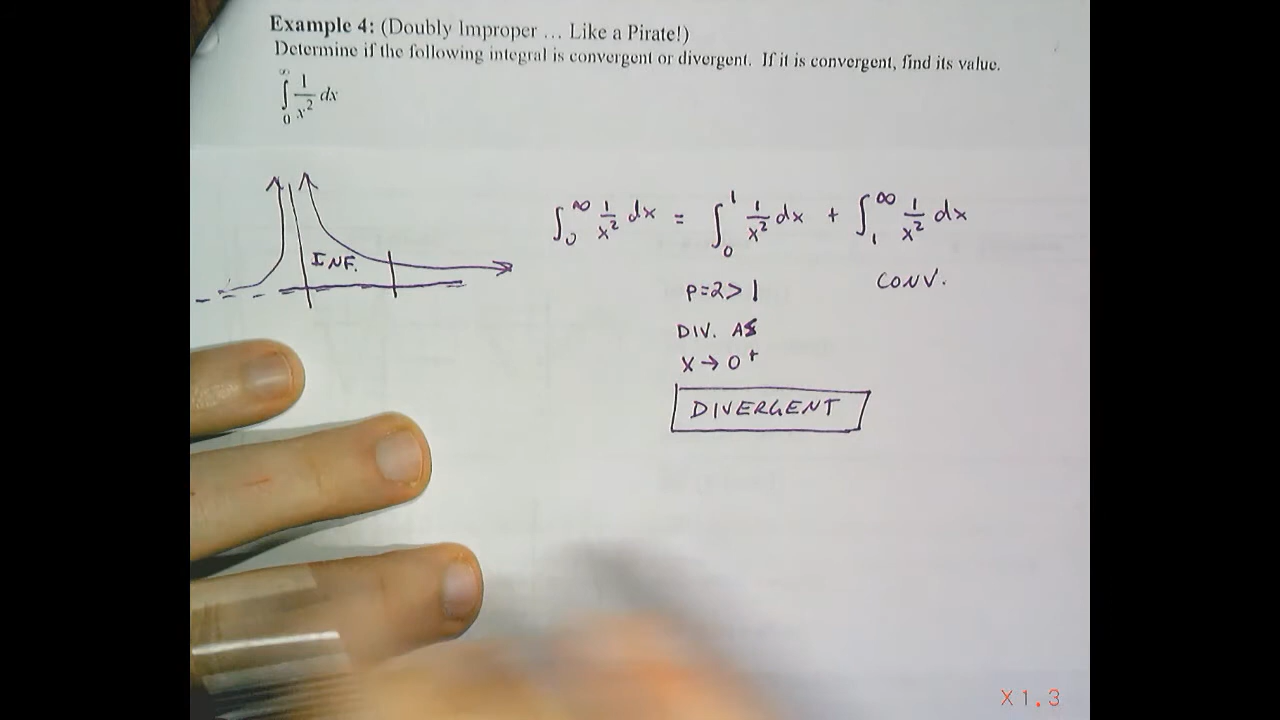 Example 4: (Doubly Improper … Like a Pirate!)
Determine if the following integral is convergent or divergent. If it is convergent, find its value.
∫₀^∞ 1/x² dx
INF.
∫₀^∞ 1/x² dx = ∫₀^1 1/x² dx + ∫₁^∞ 1/x² dx
P=2>1
CONV.
DIV. AS
X→0⁺
DIVERGENT
X1.3